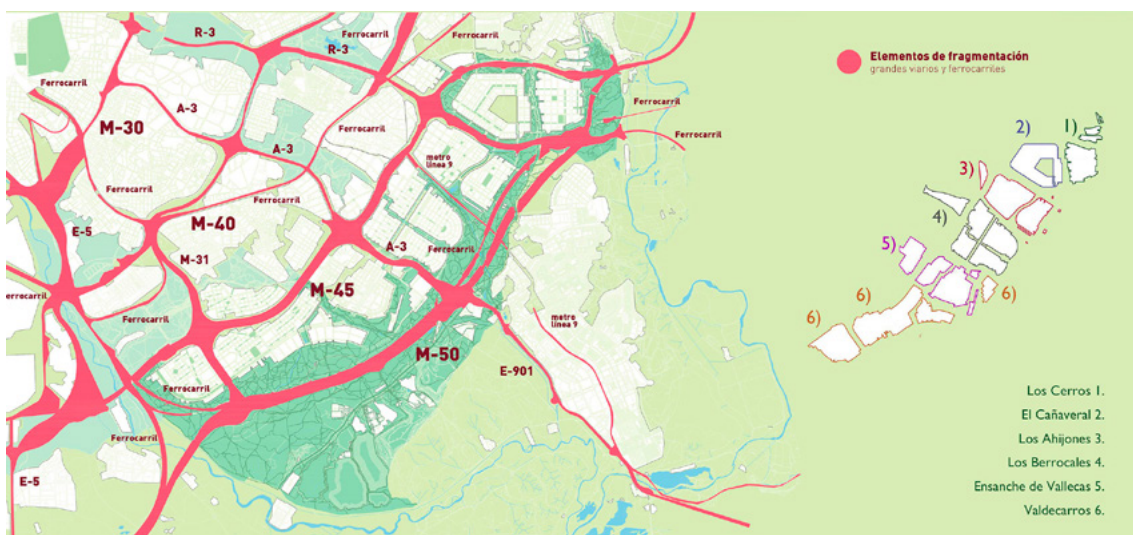 R-3
Ferrocarril
Ferrocarril
R-3
Ferrocarril
A-3
M-30
Ferrocarril
Ferrocarril
Ferrocarril
A-3
metro
línea 9
Ferrocarril
Ferrocarril
E-5
M-40
M-31
A-3
Ferrocarril
Ferrocarril
M-45
Ferrocarril
metro
línea 9
M-50
E-901
Ferrocarril
Ferrocarril
E-5
Elementos de fragmentación
grandes viarios y ferrocarriles
1)
2)
3)
4)
5)
6)
6)
6)
Los Cerros 1.
El Cañaveral 2.
Los Ahijones 3.
Los Berrocales 4.
Ensanche de Vallecas 5.
Valdecarros 6.